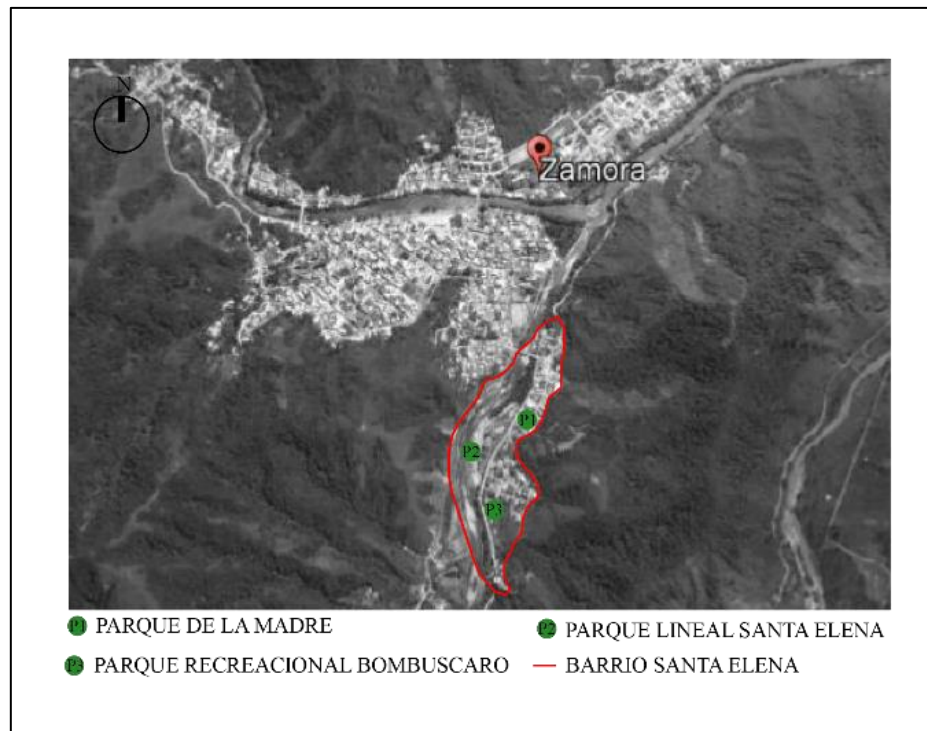 N
Zamora
P1
P2
P3
P1 PARQUE DE LA MADRE
P2 PARQUE LINEAL SANTA ELENA
P3 PARQUE RECREACIONAL BOMBUSCARO
BARRIO SANTA ELENA